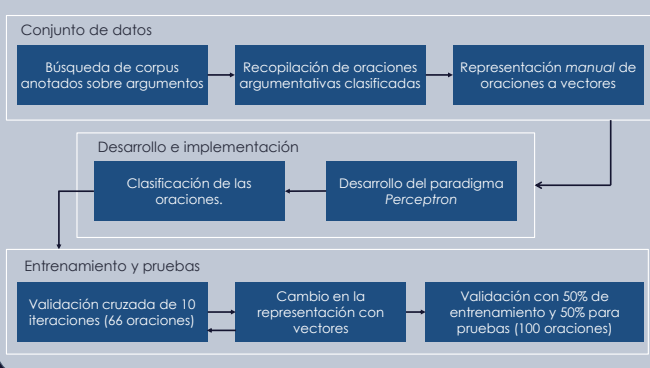 Conjunto de datos
Búsqueda de corpus
anotados sobre argumentos
Recopilación de oraciones
argumentativas clasificadas
Representación manual de
oraciones a vectores
Desarrollo e implementación
Desarrollo del paradigma
Perceptron
Clasificación de las
oraciones.
Entrenamiento y pruebas
Validación cruzada de 10
iteraciones (66 oraciones)
Cambio en la
representación con
vectores
Validación con 50% de
entrenamiento y 50% para
pruebas (100 oraciones)